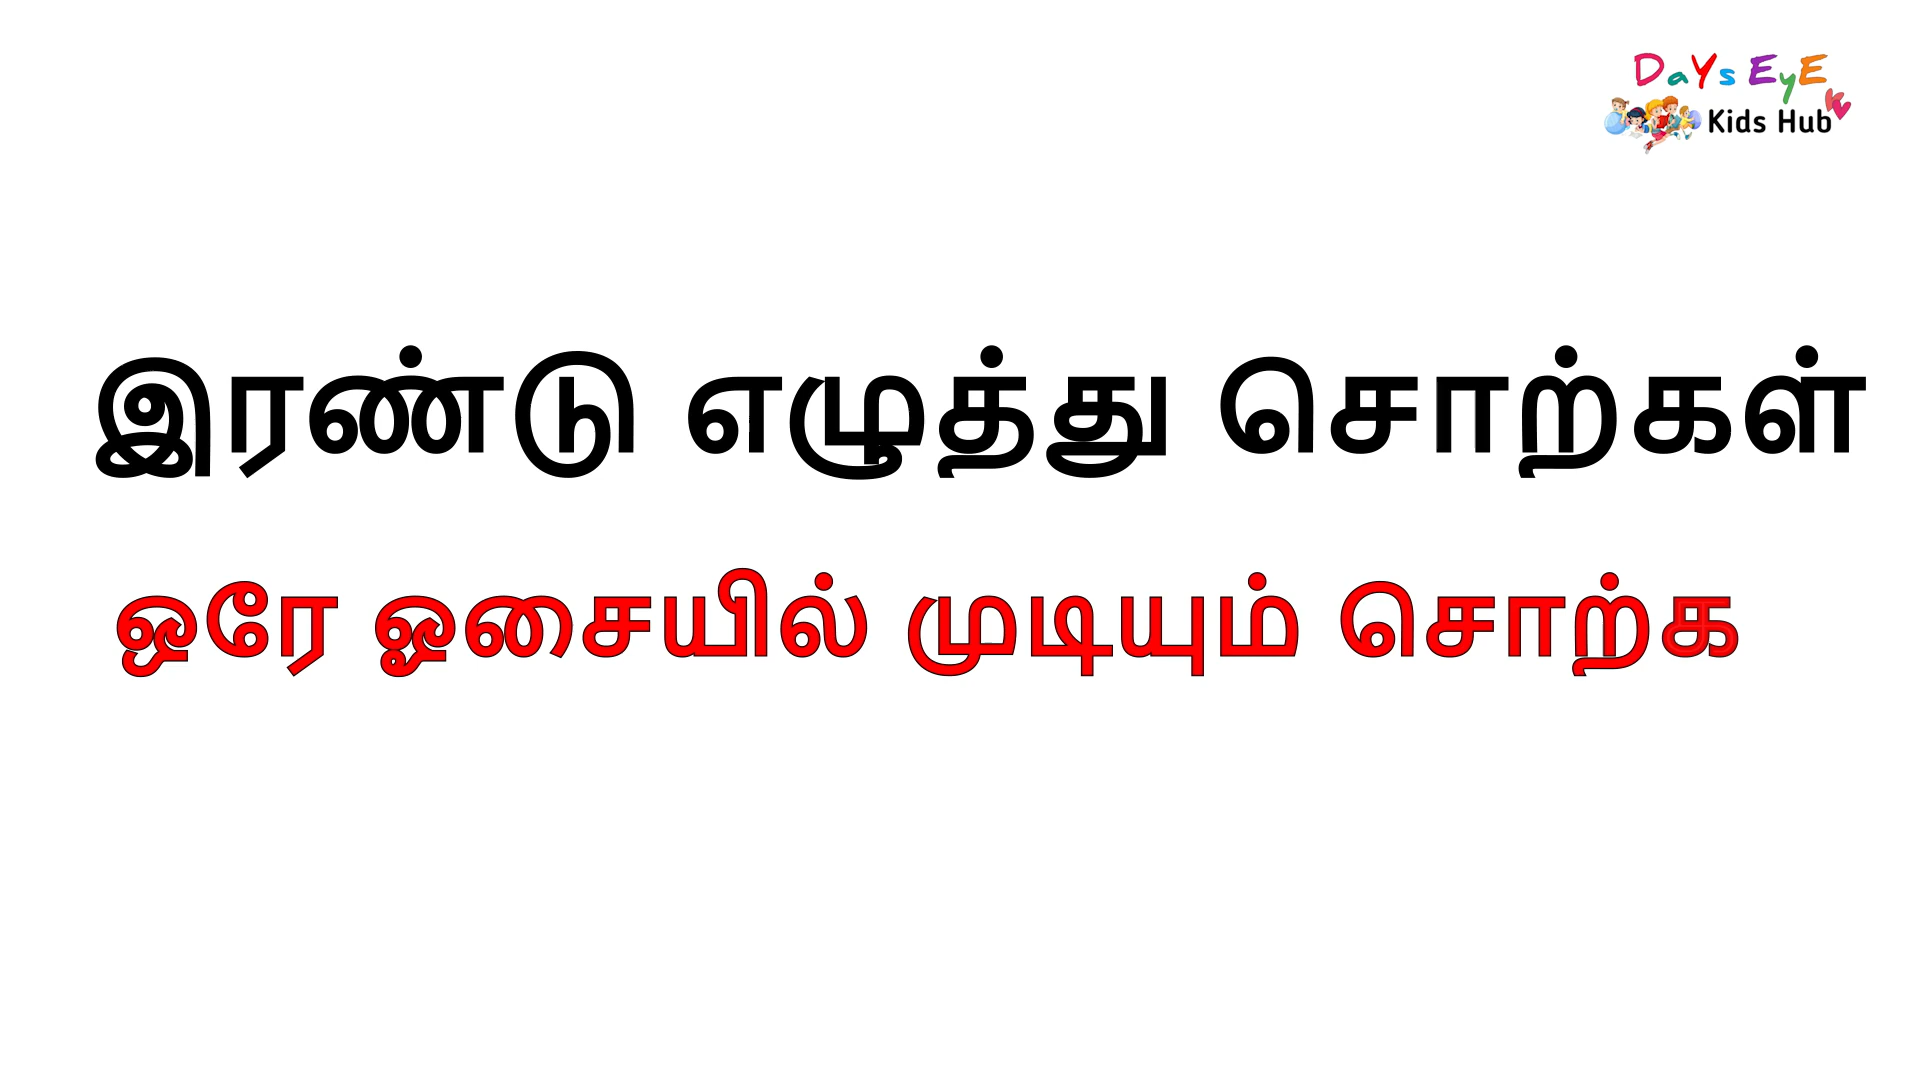 DaYs EyE
Kids Hub
இரண்டு எழுத்து சொற்கள்
ஒரே ஓசையில் முடியும் சொற்க